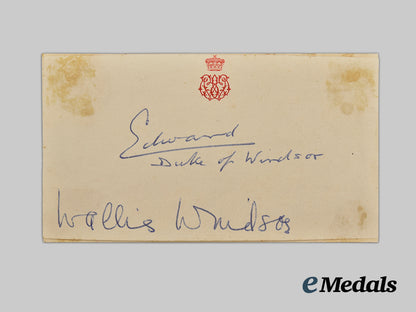 Edward
Duke of Windsor.
Wallis Windsor
eMedals